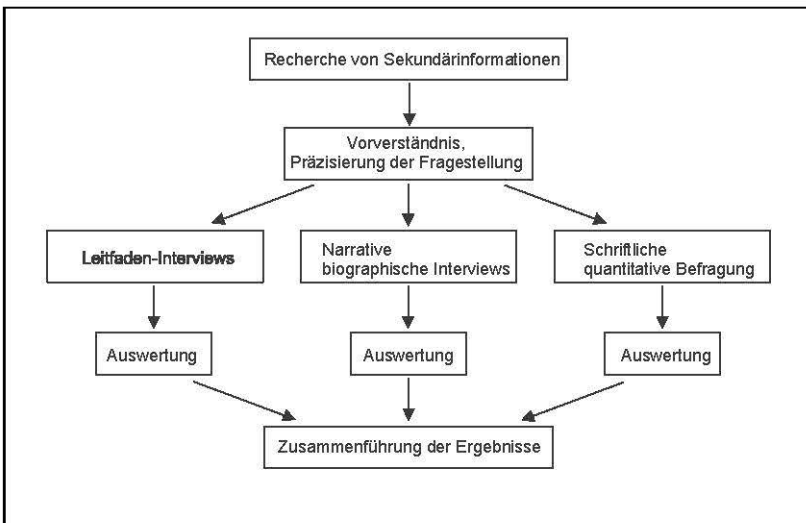 Recherche von Sekundärinformationen
Vorverständnis,
Präzisierung der Fragestellung
Leitfaden-Interviews
Narrative
biographische Interviews
Schriftliche
quantitative Befragung
Auswertung
Auswertung
Auswertung
Zusammenführung der Ergebnisse